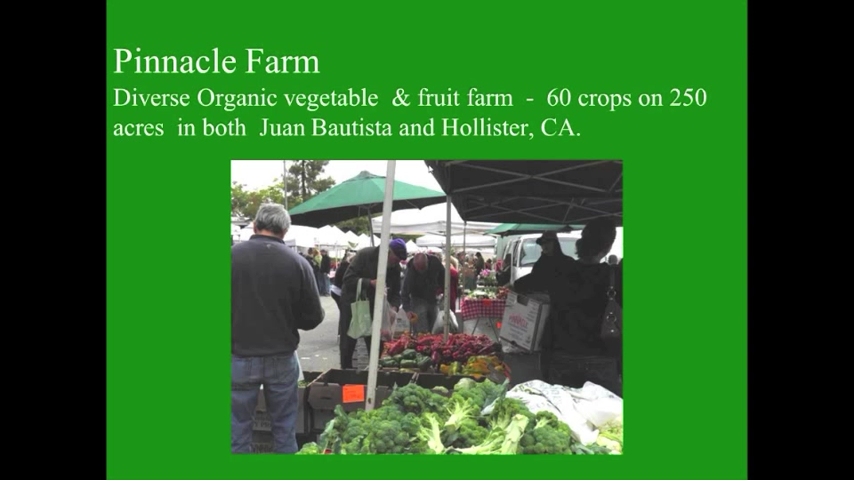 Pinnacle Farm
Diverse Organic vegetable & fruit farm - 60 crops on 250
acres in both Juan Bautista and Hollister, CA.